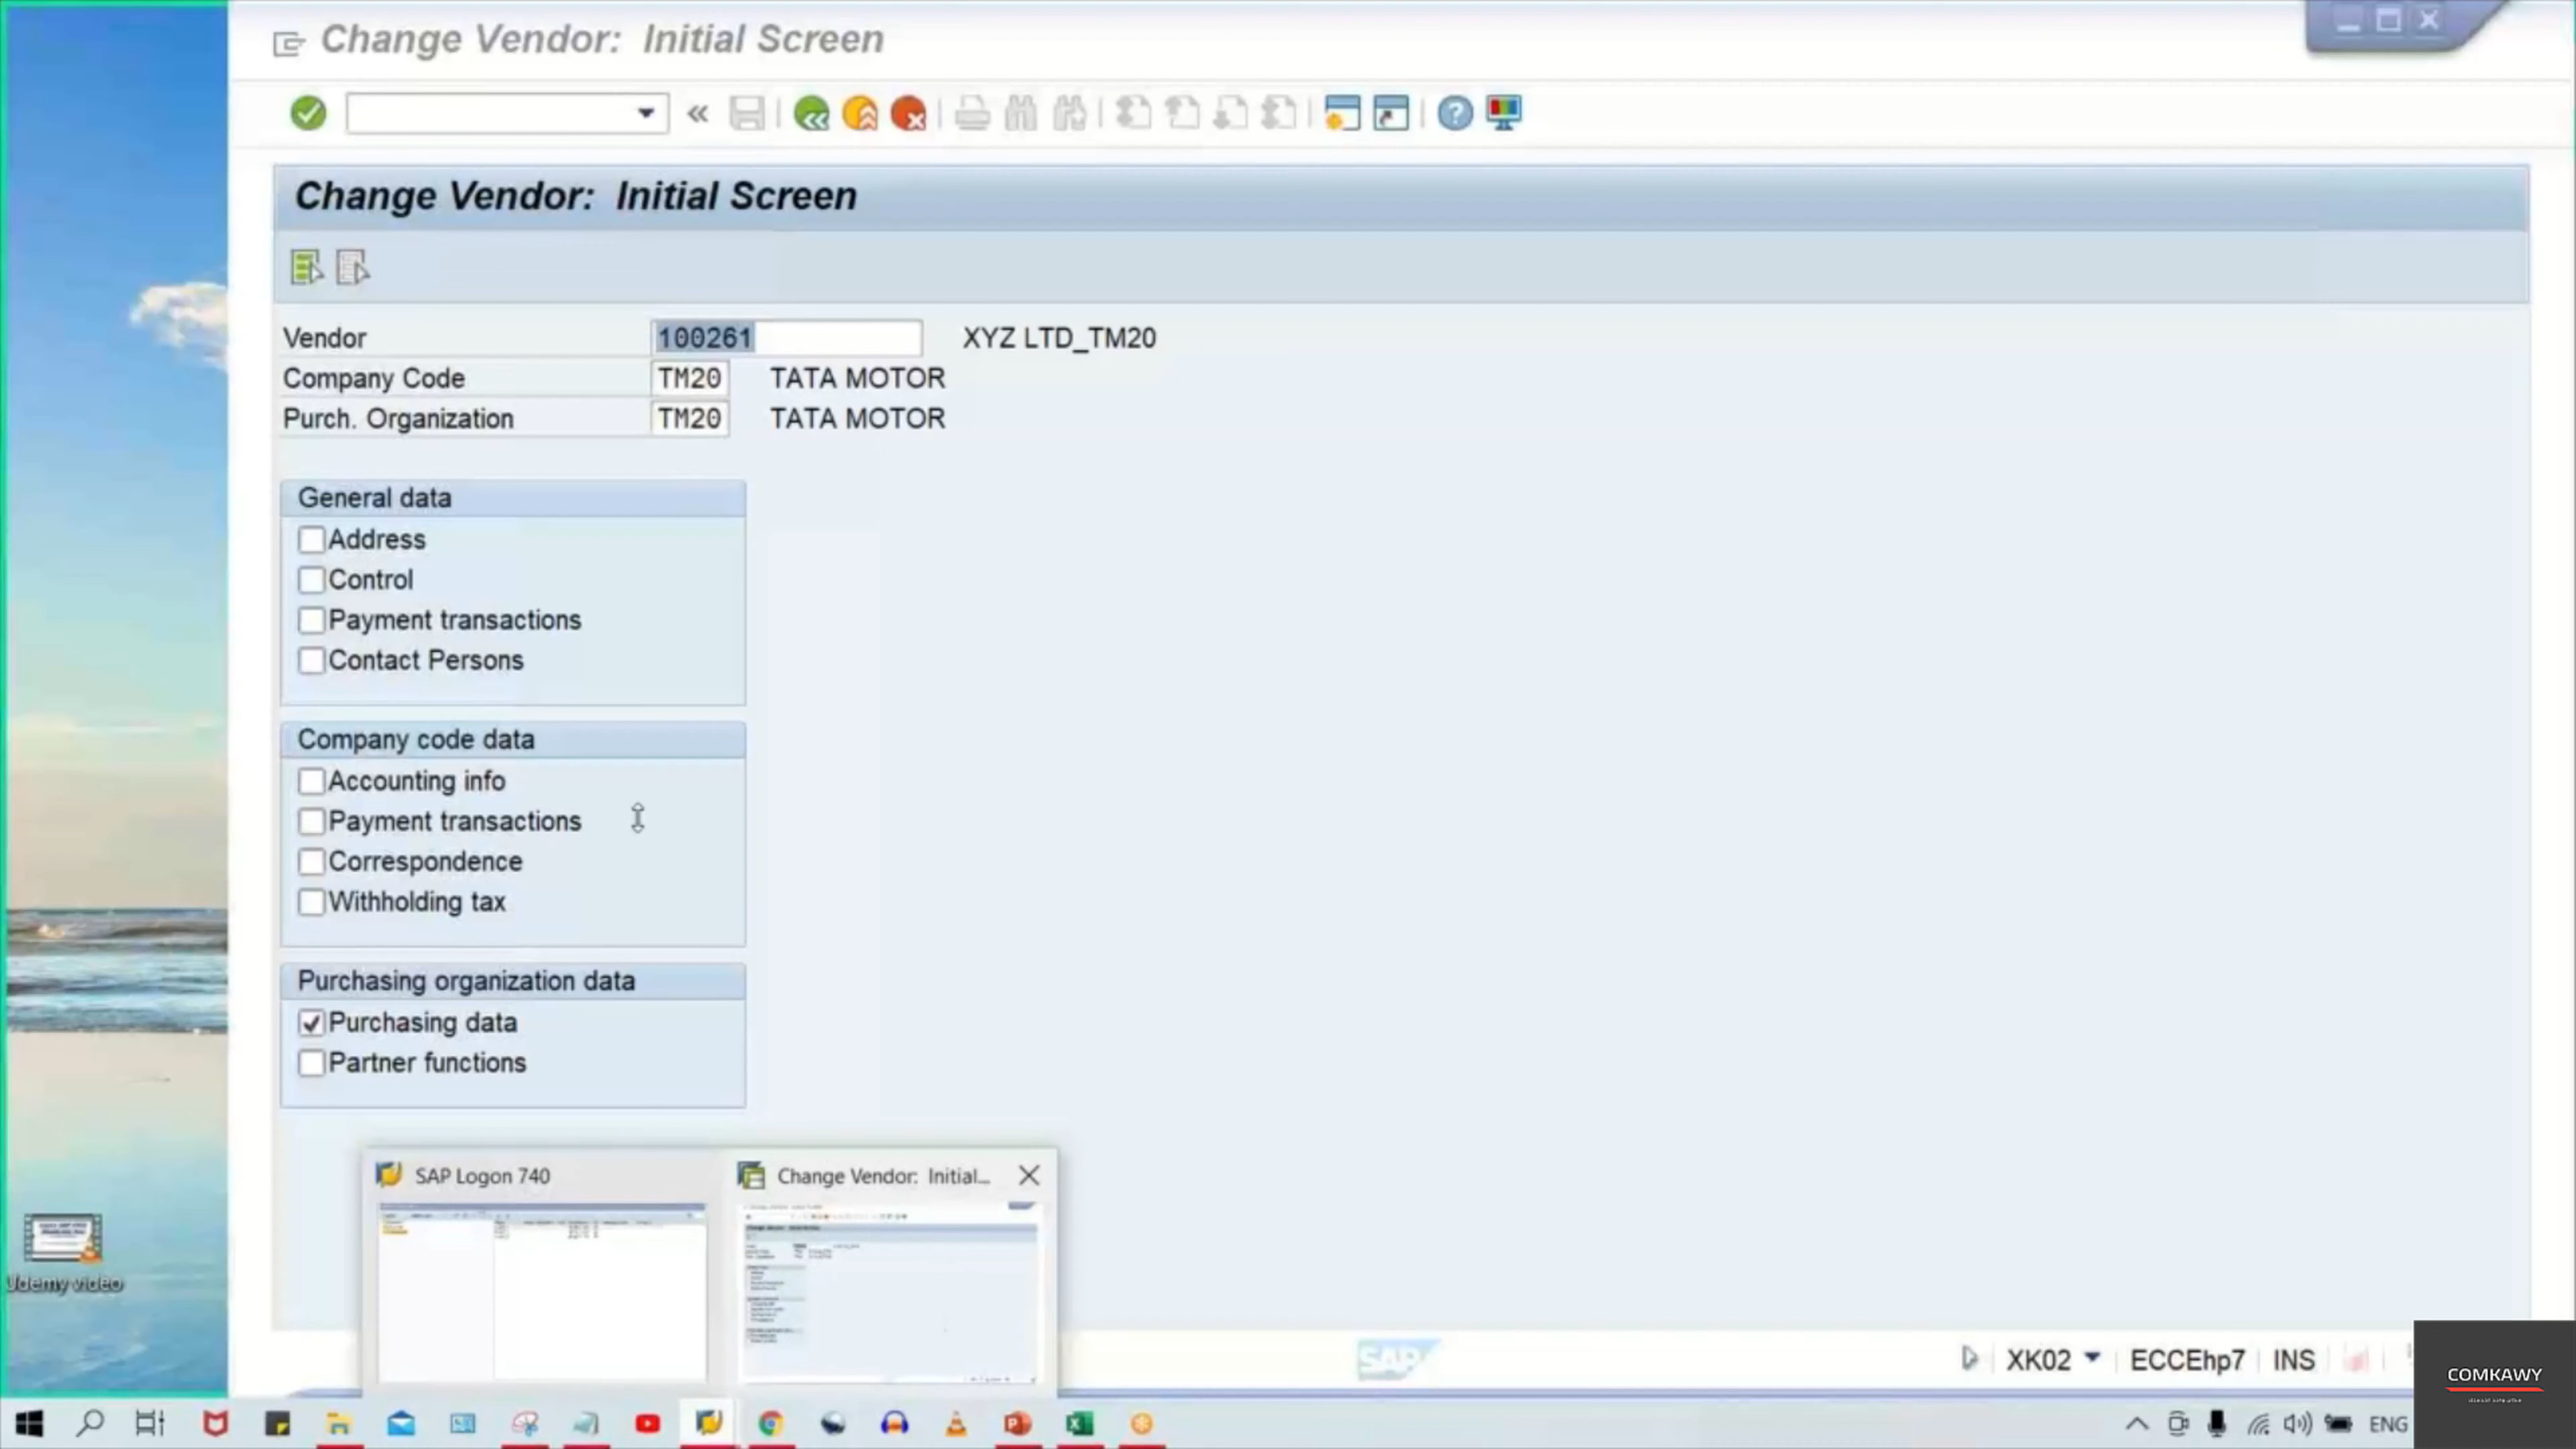 Change Vendor: Initial Screen
Change Vendor: Initial Screen
Vendor 100261 XYZ LTD_TM20
Company Code TM20 TATA MOTOR
Purch. Organization TM20 TATA MOTOR
General data
Address
Control
Payment transactions
Contact Persons
Company code data
Accounting info
Payment transactions
Correspondence
Withholding tax
Purchasing organization data
Purchasing data
Partner functions
SAP Logon 740
Change Vendor: Initial...
Udemy video
SAP
XK02 ECCEhp7 INS
COMKAWY
ENG